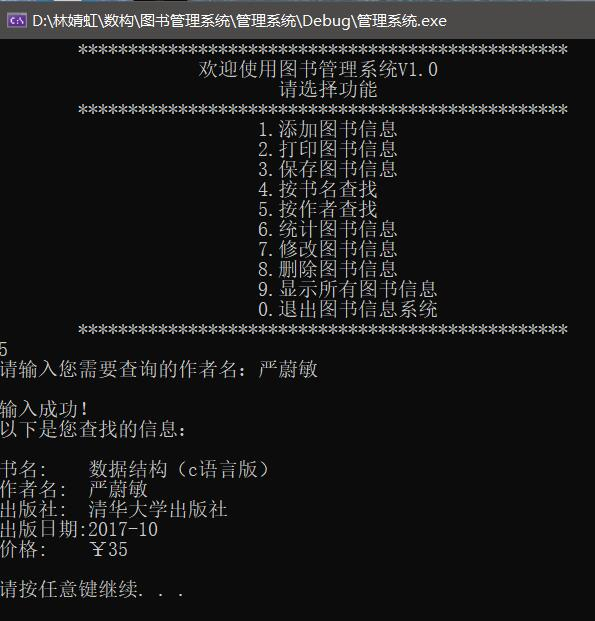 D:\林婧虹\数构\图书管理系统\管理系统\Debug\管理系统.exe
*************************************************
欢迎使用图书管理系统V1.0
请选择功能
*************************************************
1.添加图书信息
2.打印图书信息
3.保存图书信息
4.按书名查找
5.按作者查找
6.统计图书信息
7.修改图书信息
8.删除图书信息
9.显示所有图书信息
0.退出图书信息系统
*************************************************
5
请输入您需要查询的作者名：严蔚敏
输入成功！
以下是您查找的信息：
书名:    数据结构（c语言版）
作者名:  严蔚敏
出版社:  清华大学出版社
出版日期:2017-10
价格:    ￥35
请按任意键继续. . .